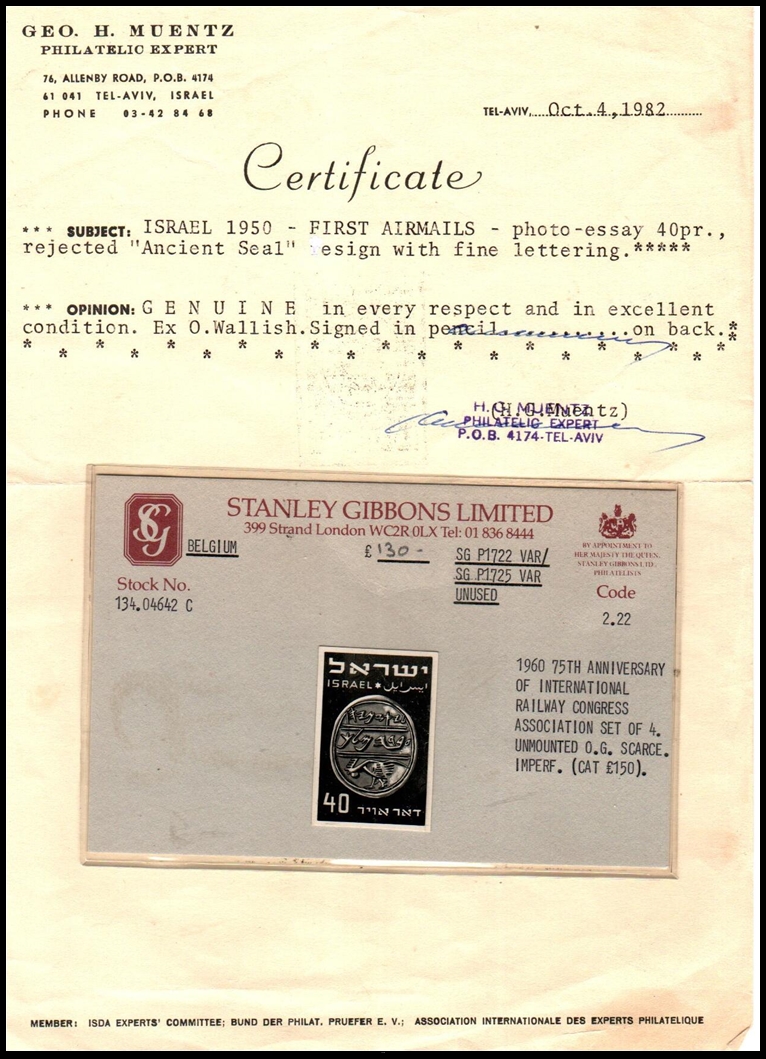 GEO. H. MUENTZ
PHILATELIC EXPERT
76, ALLENBY ROAD, P.O.B. 4174
61 041 TEL-AVIV, ISRAEL
PHONE 03-42 84 68
TEL-AVIV,....Oct.4,1982............
Certificate
*** SUBJECT: ISRAEL 1950 - FIRST AIRMAILS - photo-essay 40pr.,
rejected "Ancient Seal" esign with fine lettering.*****
*** OPINION: G E N U I N E in every respect and in excellent
condition. Ex O.Wallish.Signed in pencil..............on back.*
* * * * * * * * * * * * * * * * * * * * * * * * *
(H.G.Muentz)
H. G. MUENTZ
PHILATELIC EXPERT
P.O.B. 4174-TEL-AVIV
SG
STANLEY GIBBONS LIMITED
399 Strand London WC2R 0LX Tel: 01 836 8444
BELGIUM
£ 130-
SG P1722 VAR/
SG P1725 VAR
UNUSED
BY APPOINTMENT TO
HER MAJESTY THE QUEEN,
STANLEY GIBBONS LTD.
PHILATELISTS
Stock No.
134.04642 C
Code
2.22
ישראל
ISRAEL * اسرايل
40 דאר אויר
1960 75TH ANNIVERSARY
OF INTERNATIONAL
RAILWAY CONGRESS
ASSOCIATION SET OF 4.
UNMOUNTED O.G. SCARCE.
IMPERF. (CAT £150).
MEMBER: ISDA EXPERTS' COMMITTEE; BUND DER PHILAT. PRUEFER E. V.; ASSOCIATION INTERNATIONALE DES EXPERTS PHILATELIQUE